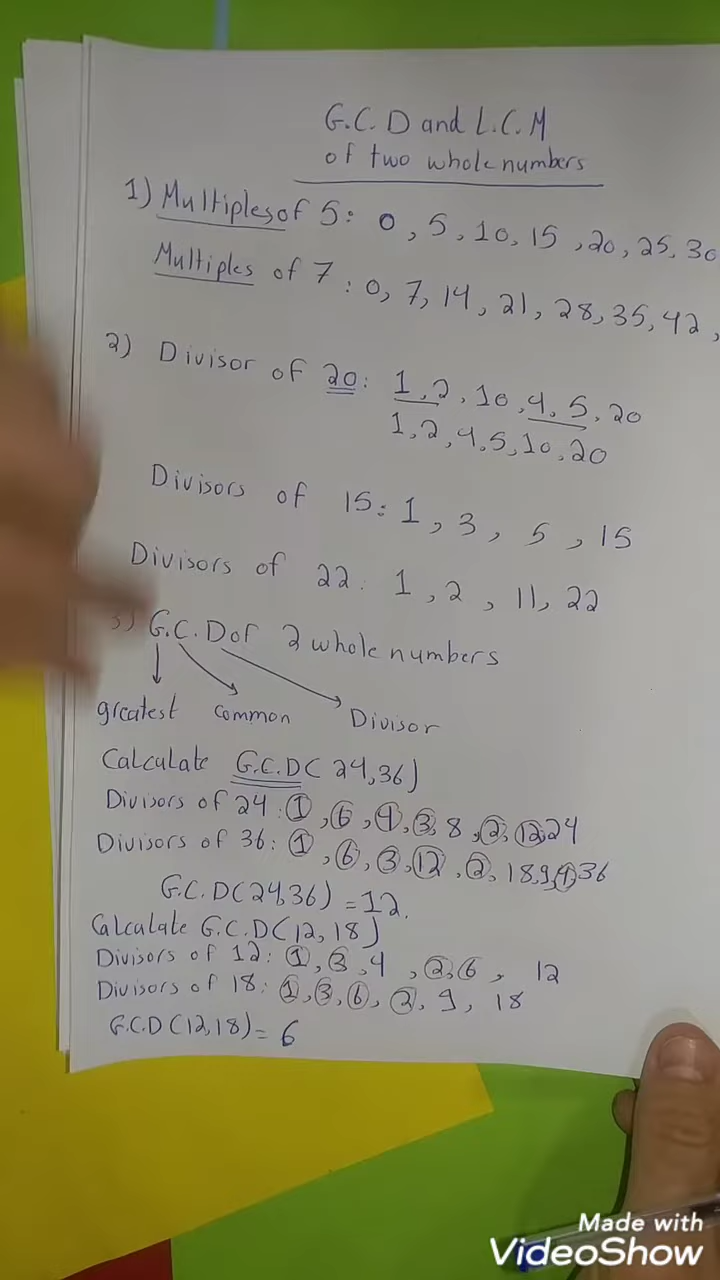 G.C.D and L.C.M
of two whole numbers
1) Multiples of 5: 0, 5, 10, 15, 20, 25, 30
Multiples of 7: 0, 7, 14, 21, 28, 35, 42,
2) Divisor of 20: 1, 2, 10, 4, 5, 20
1, 2, 4, 5, 10, 20
Divisors of 15: 1, 3, 5, 15
Divisors of 22: 1, 2, 11, 22
3) G.C.D of 2 whole numbers
greatest common Divisor
Calculate G.C.D(24,36)
Divisors of 24: 1, 6, 4, 3, 8, 2, 12, 24
Divisors of 36: 1, 6, 3, 12, 2, 18, 9, 4, 36
G.C.D(24,36) = 12.
Calculate G.C.D(12,18)
Divisors of 12: 1, 3, 4, 2, 6, 12
Divisors of 18: 1, 3, 6, 2, 9, 18
G.C.D(12,18) = 6
Made with
VideoShow